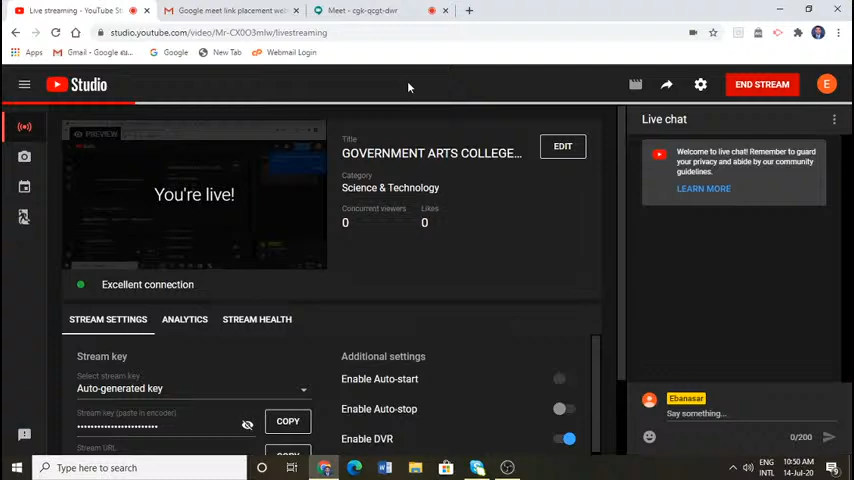 Live streaming - YouTube St
Google meet link placement web
Meet - cgk-qcgt-dwr
studio.youtube.com/video/Mr-CX0O3mlw/livestreaming
Apps
Gmail - Google
Google
New Tab
Webmail Login
Studio
END STREAM
E
PREVIEW
You're live!
Excellent connection
Title
GOVERNMENT ARTS COLLEGE...
EDIT
Category
Science & Technology
Concurrent viewers
Likes
0
0
STREAM SETTINGS
ANALYTICS
STREAM HEALTH
Stream key
Select stream key
Auto-generated key
Stream key (paste in encoder)
COPY
Stream URL
Additional settings
Enable Auto-start
Enable Auto-stop
Enable DVR
Live chat
Welcome to live chat! Remember to guard
your privacy and abide by our community
guidelines.
LEARN MORE
Ebanasar
Say something...
0/200
Type here to search
ENG
INTL
10:50 AM
14-Jul-20